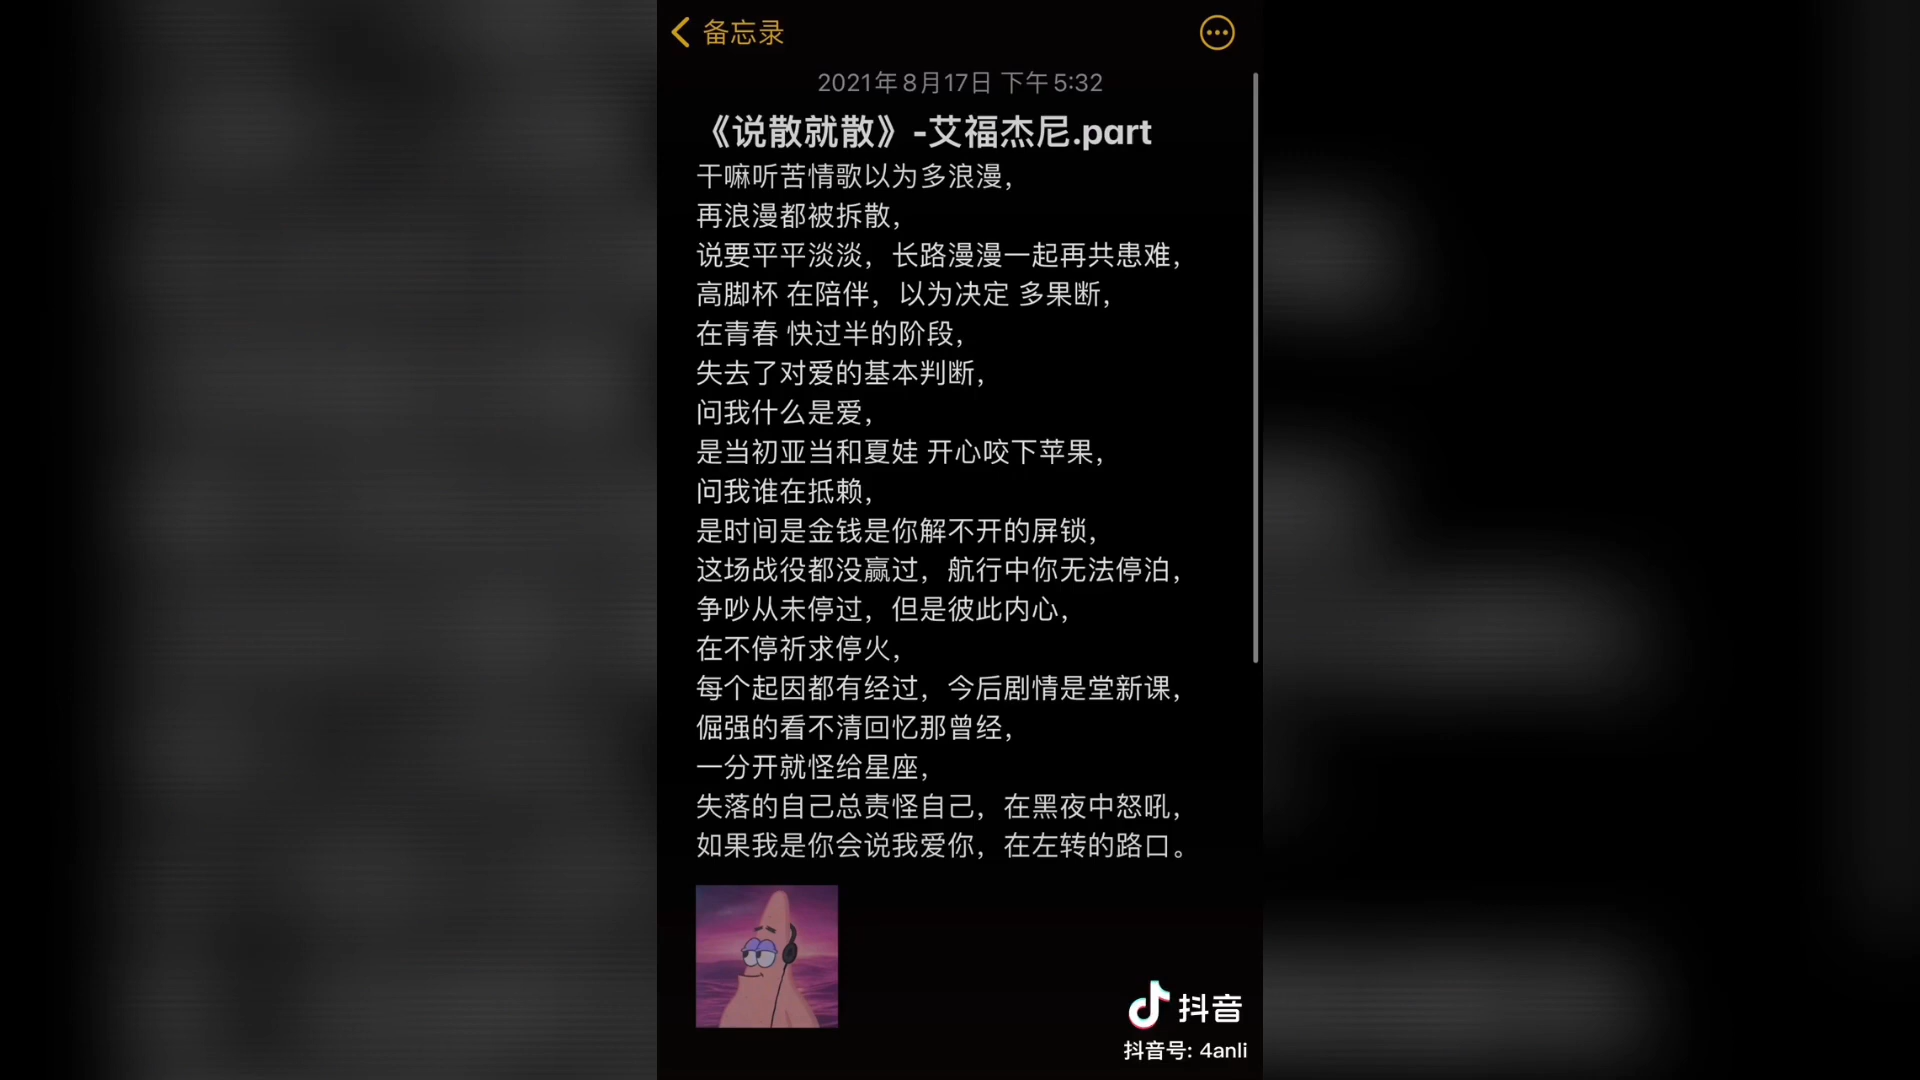 备忘录
2021年8月17日 下午5:32
《说散就散》-艾福杰尼.part
干嘛听苦情歌以为多浪漫，
再浪漫都被拆散，
说要平平淡淡，长路漫漫一起再共患难，
高脚杯 在陪伴，以为决定 多果断，
在青春 快过半的阶段，
失去了对爱的基本判断，
问我什么是爱，
是当初亚当和夏娃 开心咬下苹果，
问我谁在抵赖，
是时间是金钱是你解不开的屏锁，
这场战役都没赢过，航行中你无法停泊，
争吵从未停过，但是彼此内心，
在不停祈求停火，
每个起因都有经过，今后剧情是堂新课，
倔强的看不清回忆那曾经，
一分开就怪给星座，
失落的自己总责怪自己，在黑夜中怒吼，
如果我是你会说我爱你，在左转的路口。
抖音
抖音号: 4anli